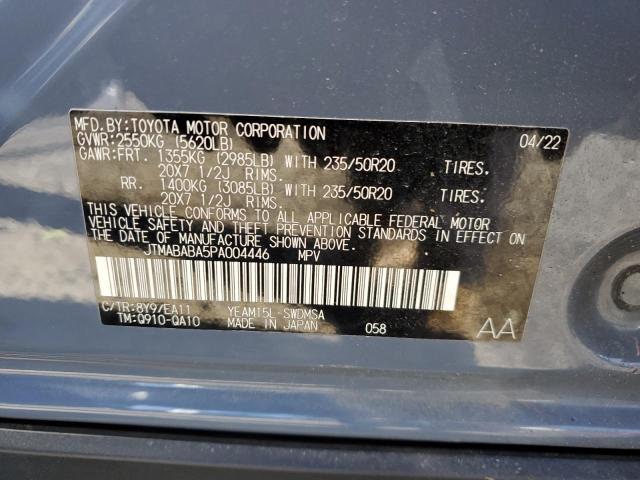 MFD.BY:TOYOTA MOTOR CORPORATION 04/22
GVWR:2550KG (5620LB)
GAWR:FRT. 1355KG (2985LB) WITH 235/50R20 TIRES.
20X7 1/2J RIMS.
RR. 1400KG (3085LB) WITH 235/50R20 TIRES.
20X7 1/2J RIMS.
THIS VEHICLE CONFORMS TO ALL APPLICABLE FEDERAL MOTOR
VEHICLE SAFETY AND THEFT PREVENTION STANDARDS IN EFFECT
ON THE DATE OF MANUFACTURE SHOWN ABOVE.
JTMABABA5PA004446 MPV
C/TR:8Y9/EA11 YEAM15L-SWDMSA
TM:Q910-QA10 MADE IN JAPAN 058 AA